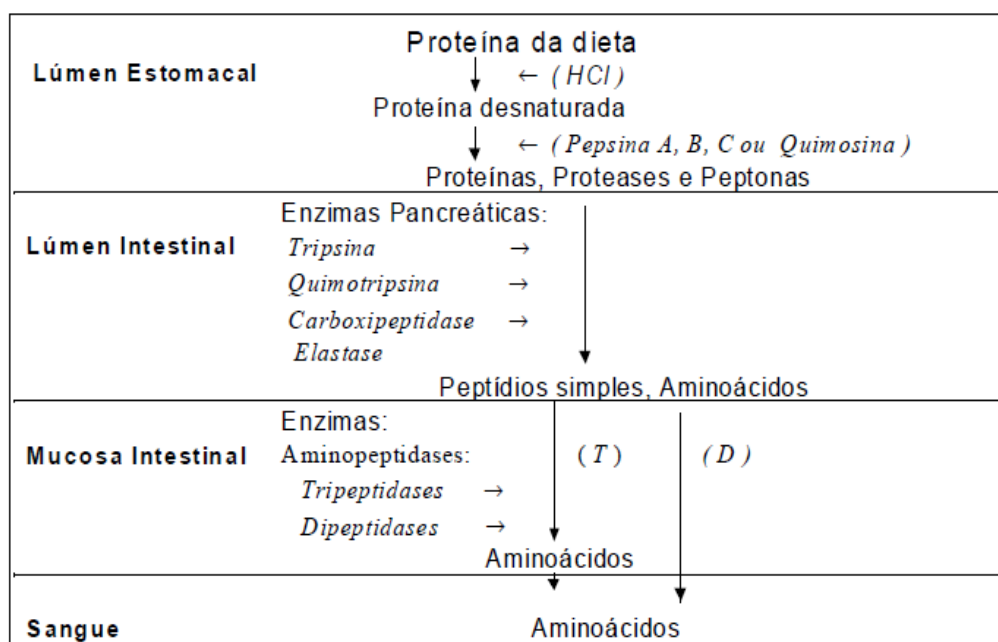 Proteína da dieta
Lúmen Estomacal
← (HCl)
Proteína desnaturada
← ( Pepsina A, B, C ou Quimosina )
Proteínas, Proteases e Peptonas
Enzimas Pancreáticas:
Lúmen Intestinal
Tripsina →
Quimotripsina →
Carboxipeptidase →
Elastase
Peptídios simples, Aminoácidos
Enzimas:
Mucosa Intestinal
Aminopeptidases:
( T ) ( D )
Tripeptidases →
Dipeptidases →
Aminoácidos
Sangue
Aminoácidos